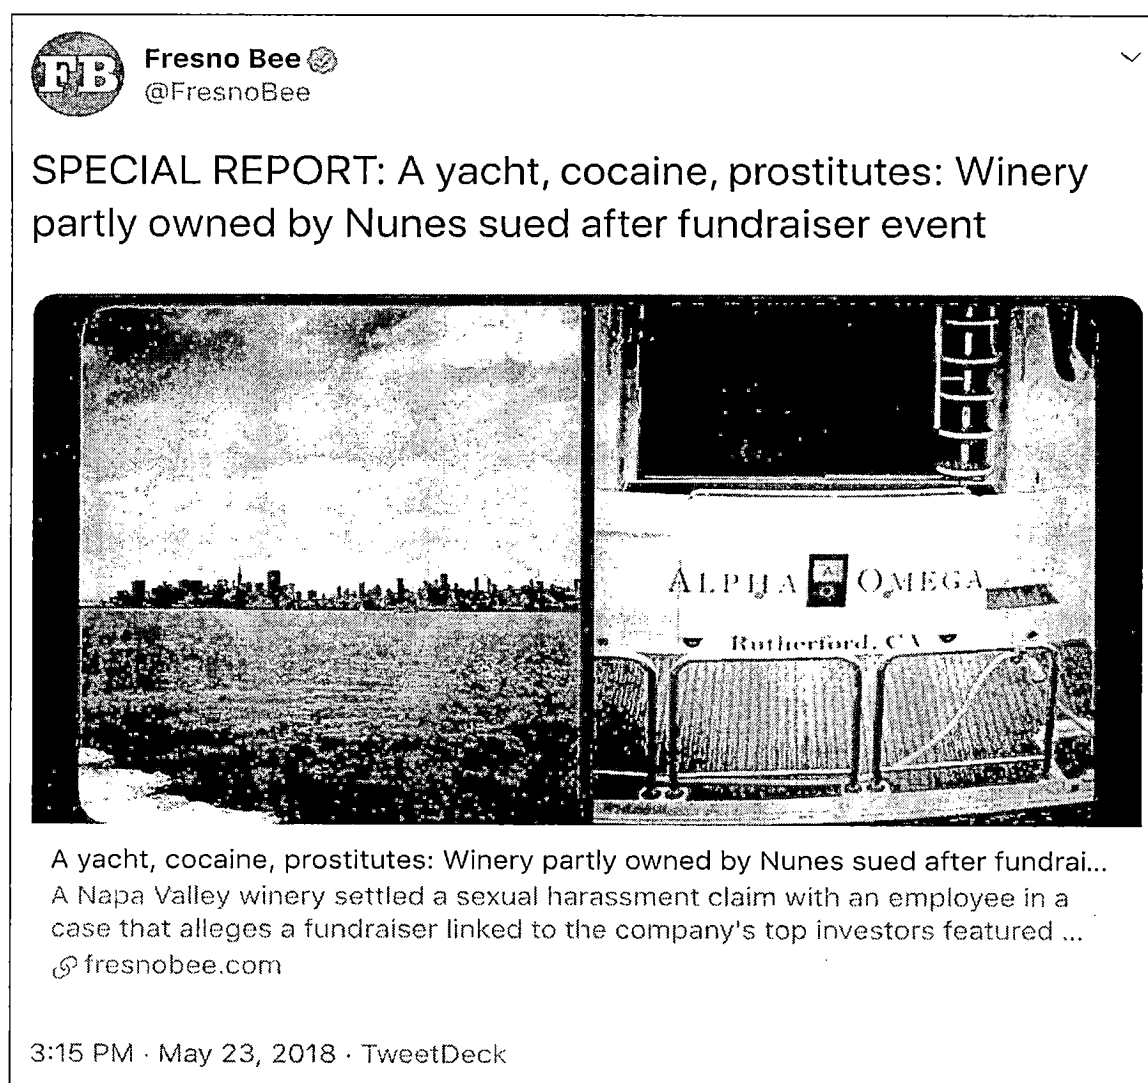 FB
Fresno Bee
@FresnoBee
SPECIAL REPORT: A yacht, cocaine, prostitutes: Winery
partly owned by Nunes sued after fundraiser event
ALPHA OMEGA
Rutherford, CA
A yacht, cocaine, prostitutes: Winery partly owned by Nunes sued after fundrai...
A Napa Valley winery settled a sexual harassment claim with an employee in a
case that alleges a fundraiser linked to the company's top investors featured ...
fresnobee.com
3:15 PM · May 23, 2018 · TweetDeck